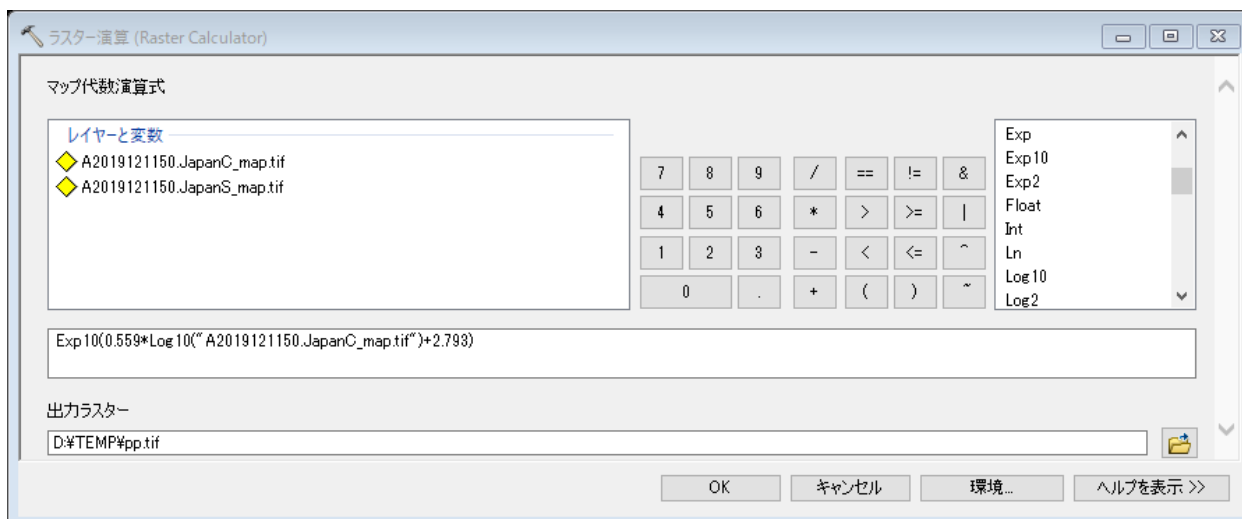 ラスター演算 (Raster Calculator)
マップ代数演算式
レイヤーと変数
A2019121150.JapanC_map.tif
A2019121150.JapanS_map.tif
7 8 9 / == != &
4 5 6 * > >= |
1 2 3 - < <= ^
0 . + ( ) ~
Exp
Exp10
Exp2
Float
Int
Ln
Log10
Log2
Exp10(0.559*Log10("A2019121150.JapanC_map.tif")+2.793)
出力ラスター
D:¥TEMP¥pp.tif
OK キャンセル 環境... ヘルプを表示 >>